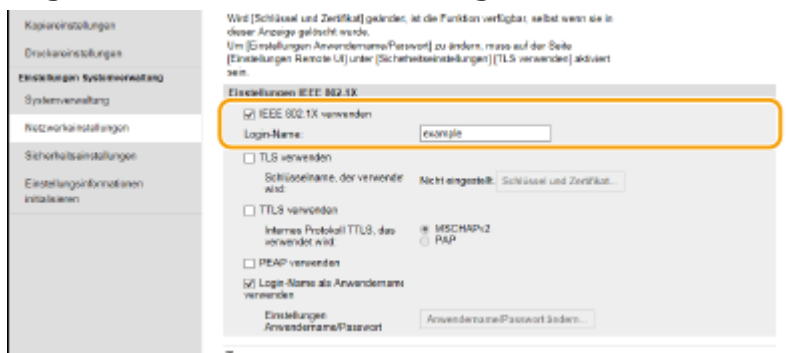 Kopiereinstellungen
Druckereinstellungen
Einstellungen Systemverwaltung
Systemverwaltung
Netzwerkeinstellungen
Sicherheitseinstellungen
Einstellungsinformationen
initialisieren
Wird [Schlüssel und Zertifikat] geändert, ist die Funktion verfügbar, selbst wenn sie in
dieser Anzeige gelöscht wurde.
Um [Einstellungen Anwendername/Passwort] zu ändern, muss auf der Seite
[Einstellungen Remote UI] unter [Sicherheitseinstellungen] [TLS verwenden] aktiviert
sein.
Einstellungen IEEE 802.1X
IEEE 802.1X verwenden
Login-Name: example
TLS verwenden
Schlüsselname, der verwendet
wird: Nicht eingestellt Schlüssel und Zertifikat...
TTLS verwenden
Internes Protokoll TTLS, das
verwendet wird: MSCHAPv2
PAP
PEAP verwenden
Login-Name als Anwendername
verwenden
Einstellungen
Anwendername/Passwort Anwendername/Passwort ändern...